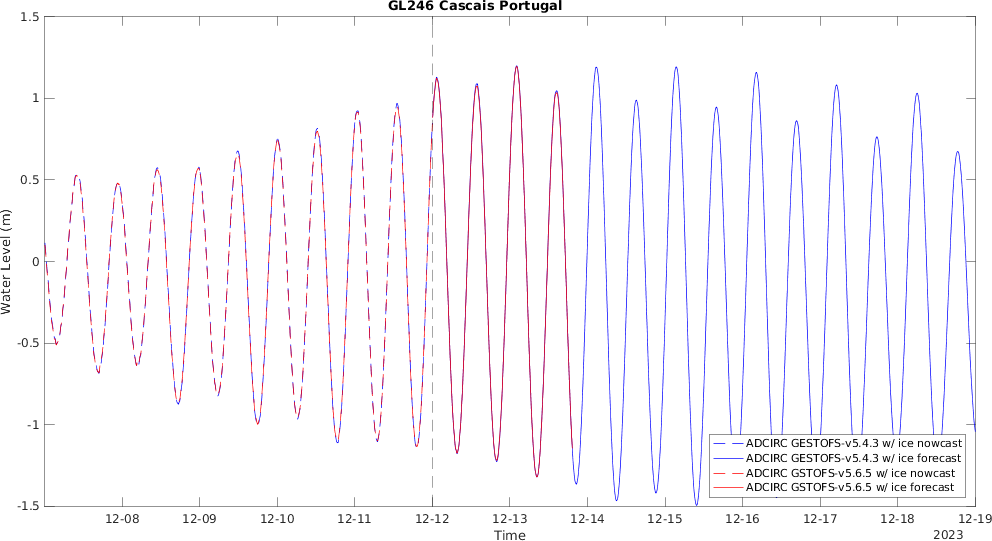 GL246 Cascais Portugal
1.5
1
0.5
0
-0.5
-1
-1.5
Water Level (m)
ADCIRC GESTOFS-v5.4.3 w/ ice nowcast
ADCIRC GESTOFS-v5.4.3 w/ ice forecast
ADCIRC GSTOFS-v5.6.5 w/ ice nowcast
ADCIRC GSTOFS-v5.6.5 w/ ice forecast
12-08 12-09 12-10 12-11 12-12 12-13 12-14 12-15 12-16 12-17 12-18 12-19
Time
2023